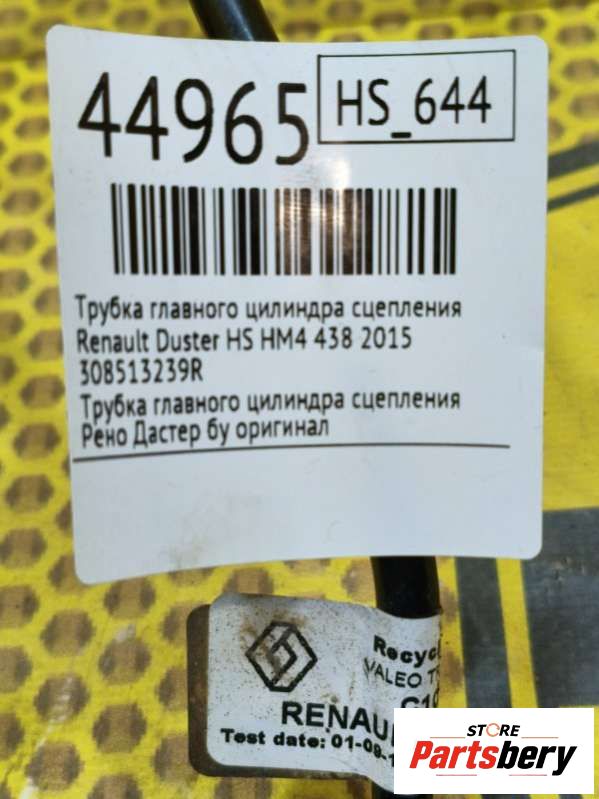 44965
HS_644
Трубка главного цилиндра сцепления
Renault Duster HS HM4 438 2015
308513239R
Трубка главного цилиндра сцепления
Рено Дастер бу оригинал
VALEO
Test date: 01-09-1
STORE
Partsbery